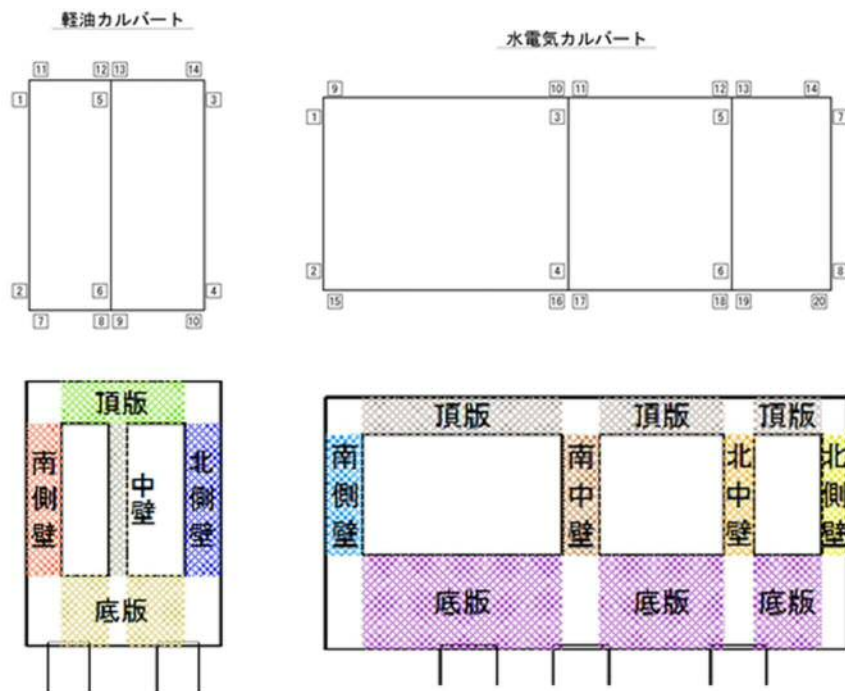 軽油カルバート
水電気カルバート
11 12 13 14
1 5 3
2 6 4
7 8 9 10
9 10 11 12 13 14
1 3 5 7
2 4 6 8
15 16 17 18 19 20
頂版
南側壁
中壁
北側壁
底版
頂版 頂版 頂版
南側壁
南中壁
北中壁
北側壁
底版 底版 底版